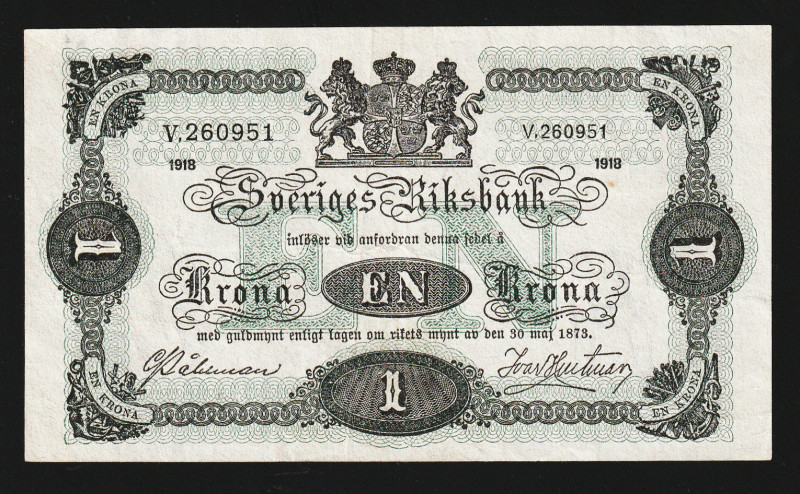 EN KRONA EN KRONA
V,260951 V,260951
1918 1918
Sveriges Riksbank
inlöser vid anfordran denna sedel å
1 Krona EN Krona 1
med guldmynt enligt lagen om rikets mynt av den 30 maj 1873.
EN KRONA 1 EN KRONA